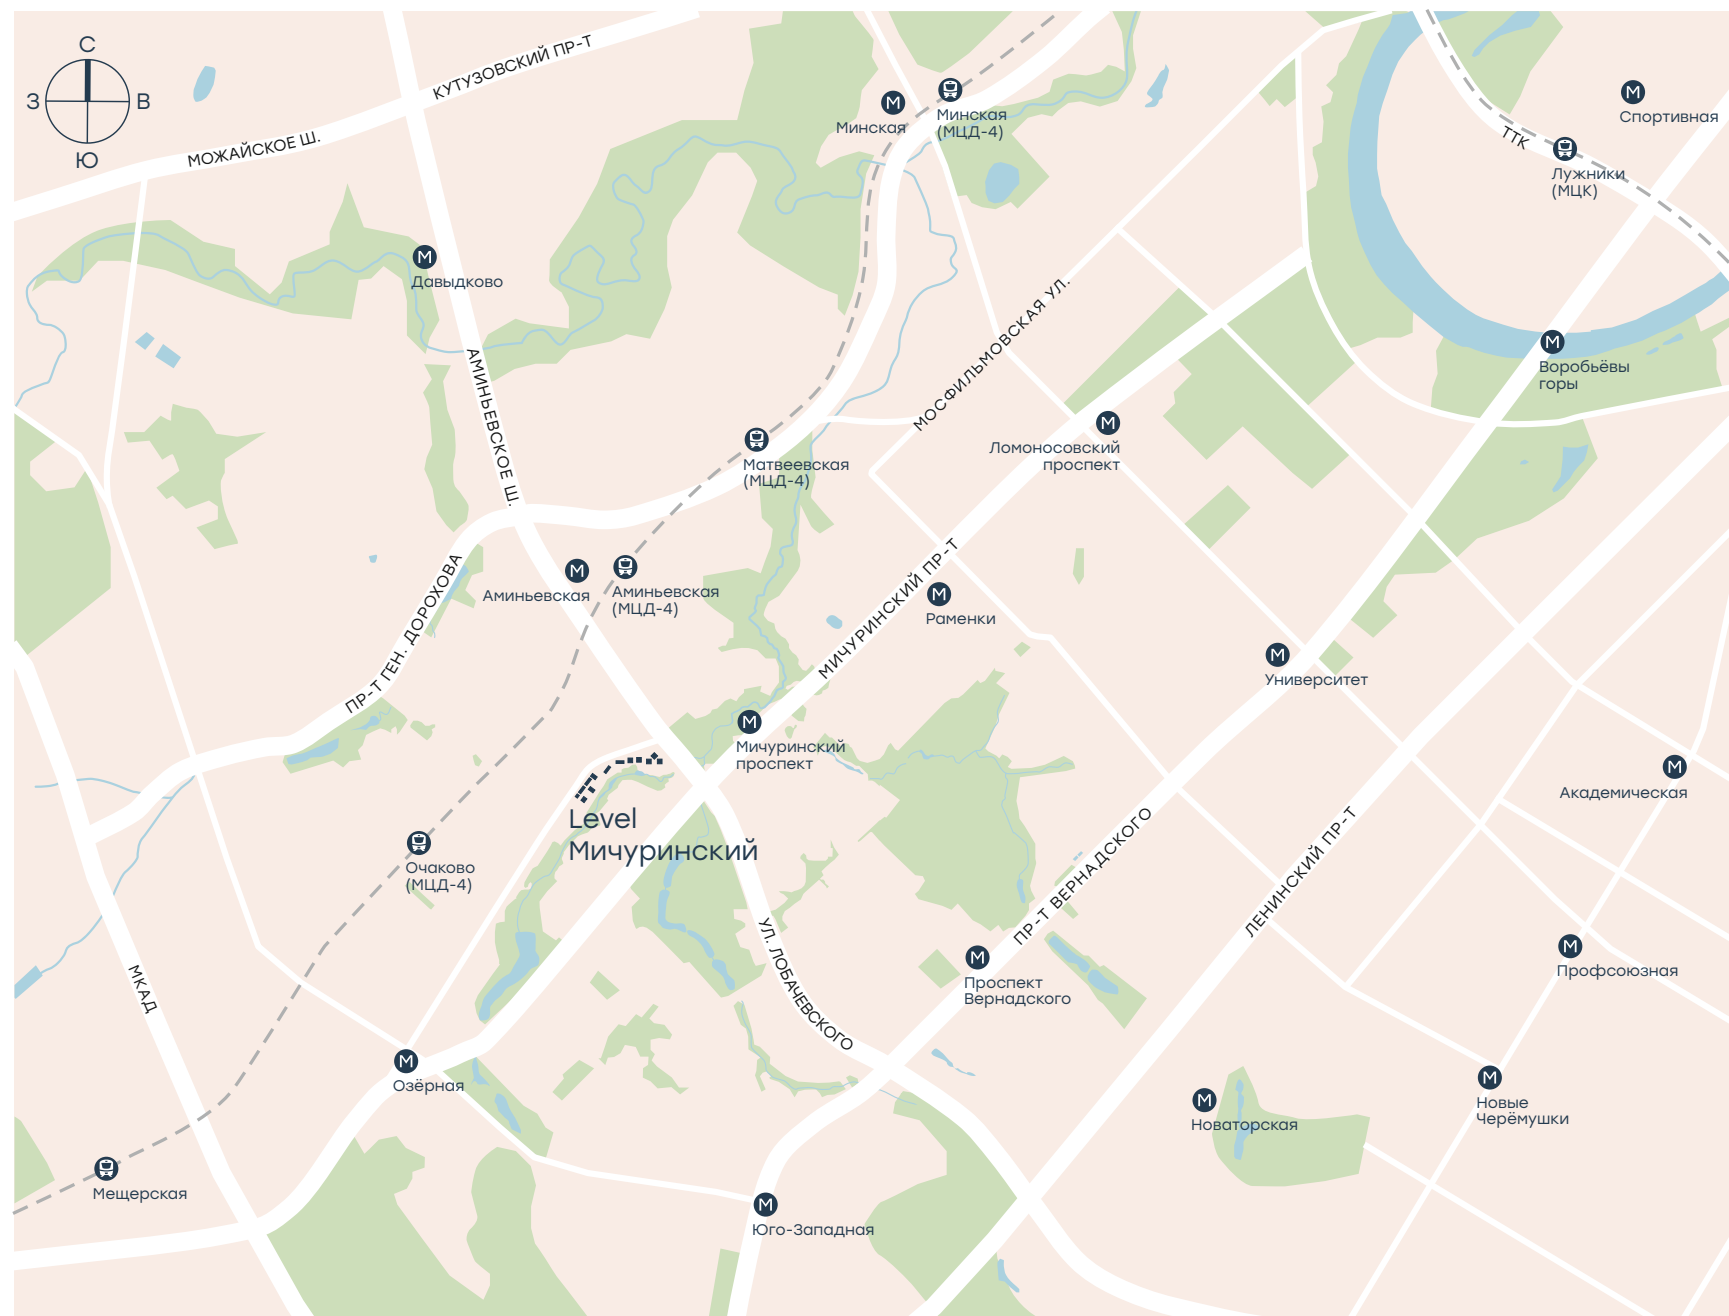 С
З
В
Ю
КУТУЗОВСКИЙ ПР-Т
МОЖАЙСКОЕ Ш.
М
Минская
Минская
(МЦД-4)
М
Спортивная
ТТК
Лужники
(МЦК)
М
Давыдково
МОСФИЛЬМОВСКАЯ УЛ.
М
Воробьёвы
горы
АМИНЬЕВСКОЕ Ш.
Матвеевская
(МЦД-4)
М
Ломоносовский
проспект
ПР-Т ГЕН. ДОРОХОВА
М
Аминьевская
Аминьевская
(МЦД-4)
МИЧУРИНСКИЙ ПР-Т
М
Раменки
М
Университет
М
Мичуринский
проспект
М
Академическая
Level
Мичуринский
Очаково
(МЦД-4)
ПР-Т ВЕРНАДСКОГО
ЛЕНИНСКИЙ ПР-Т
МКАД
УЛ. ЛОБАЧЕВСКОГО
М
Проспект
Вернадского
М
Профсоюзная
М
Озёрная
М
Новаторская
М
Новые
Черёмушки
Мещерская
М
Юго-Западная